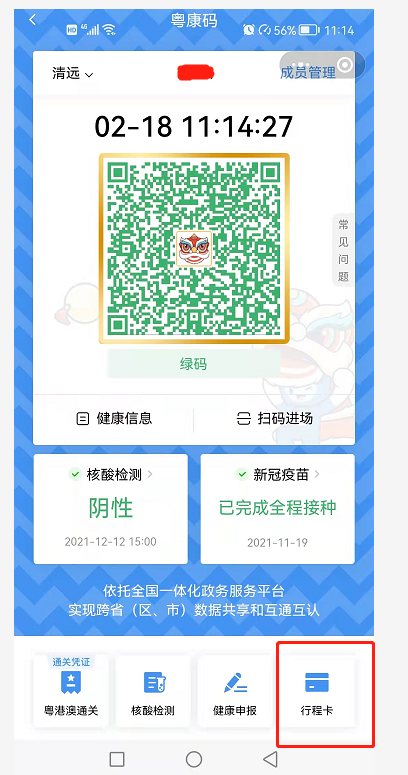 粤康码
HD 4G 56% 11:14
清远
成员管理
02-18 11:14:27
常见问题
绿码
健康信息
扫码进场
核酸检测
新冠疫苗
阴性
已完成全程接种
2021-12-12 15:00
2021-11-19
依托全国一体化政务服务平台
实现跨省（区、市）数据共享和互通互认
通关凭证
粤港澳通关
核酸检测
健康申报
行程卡